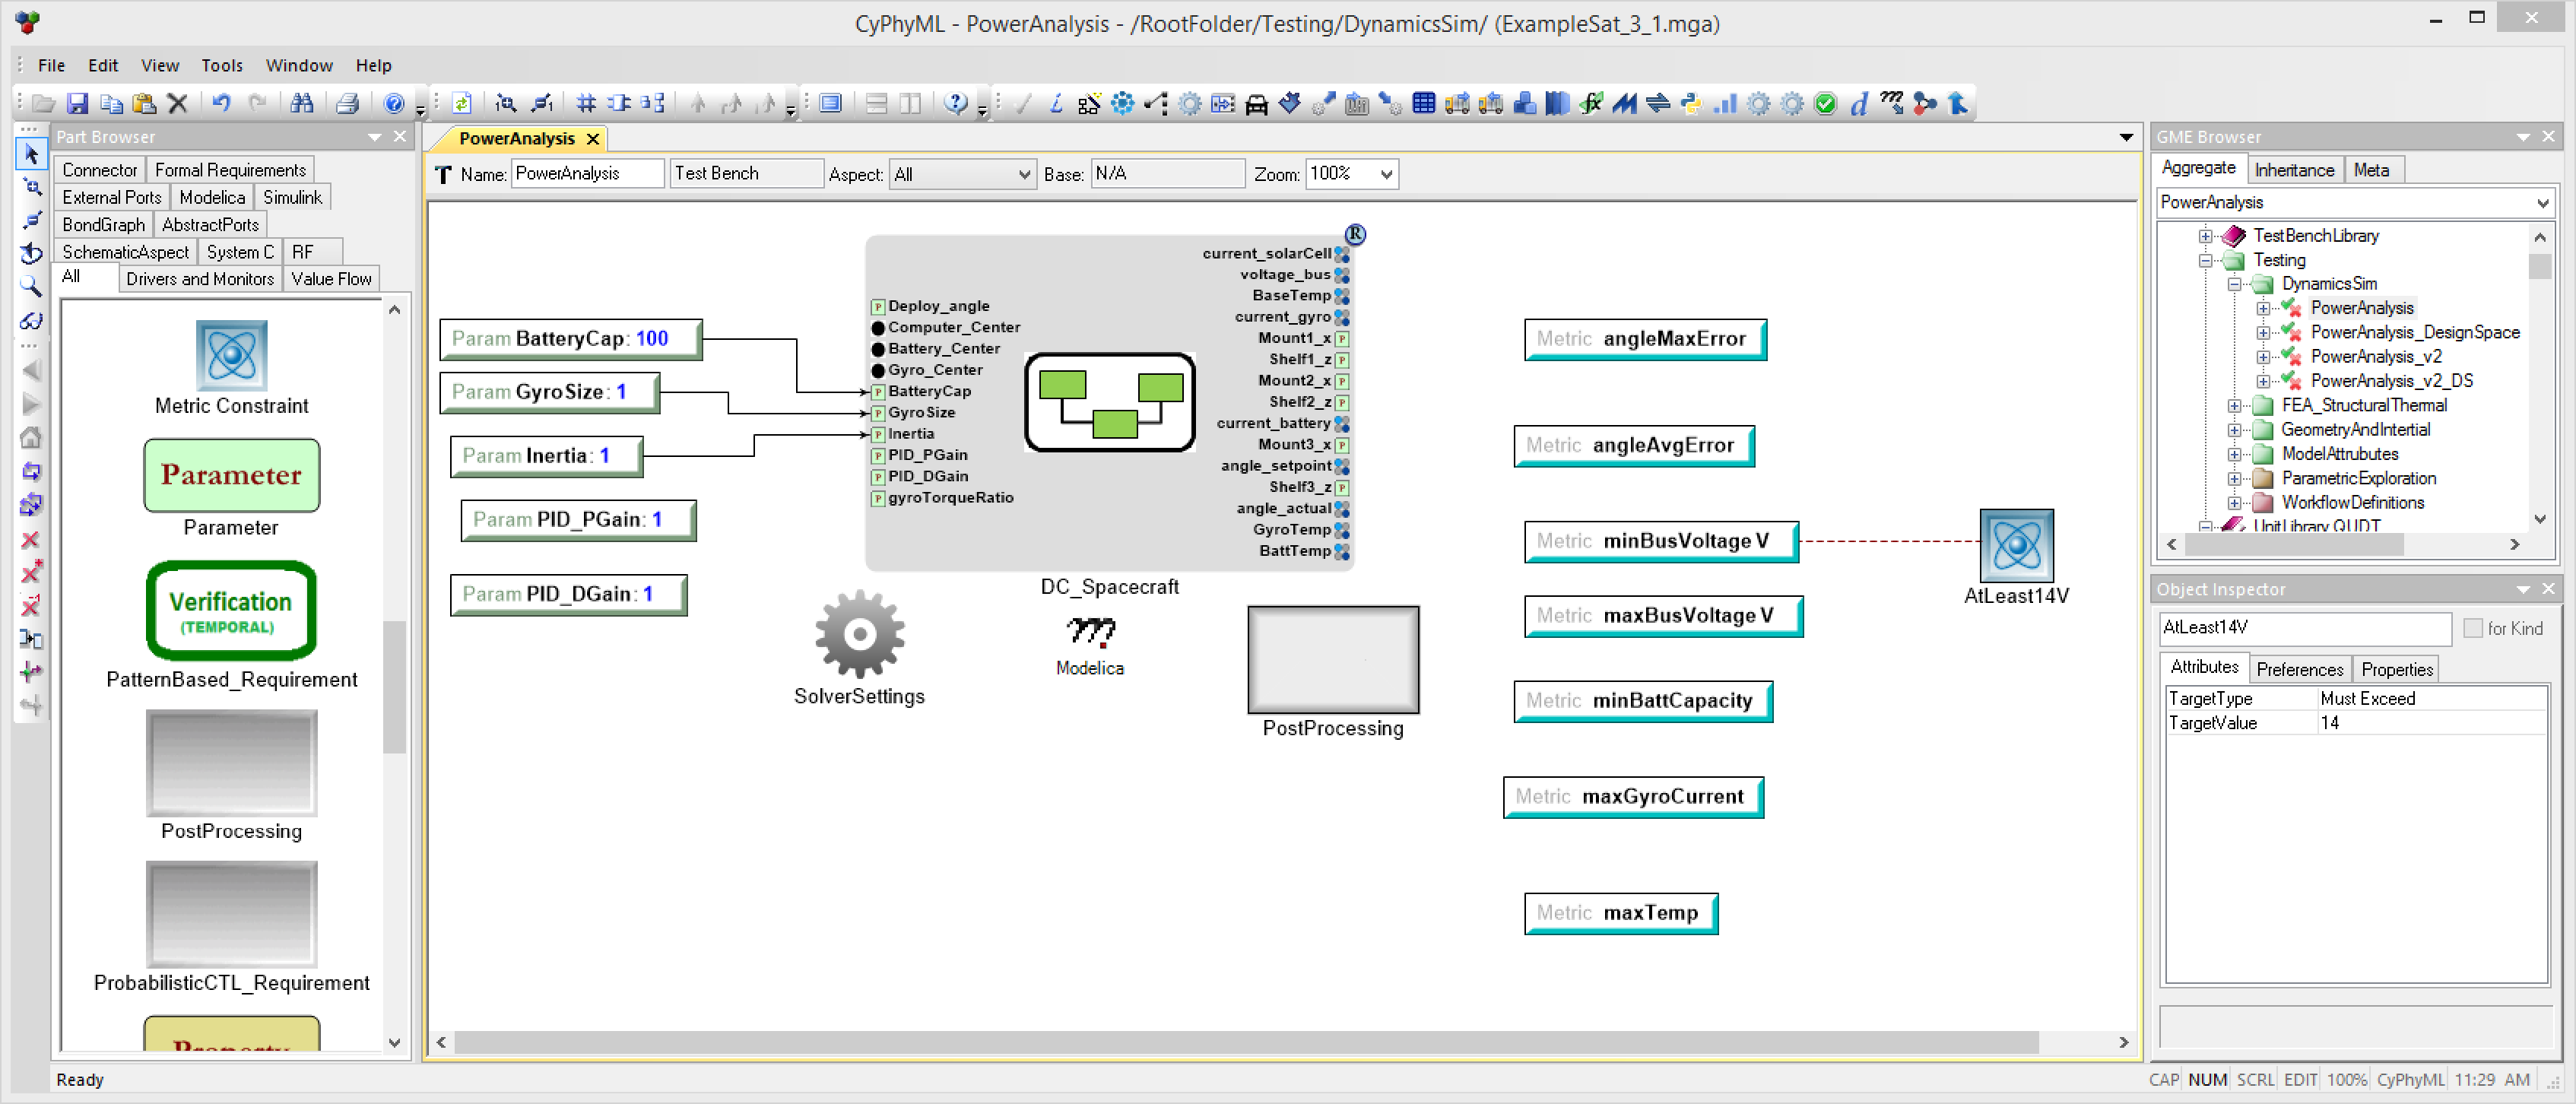 CyPhyML - PowerAnalysis - /RootFolder/Testing/DynamicsSim/ (ExampleSat_3_1.mga)
File Edit View Tools Window Help
Part Browser
Connector Formal Requirements
External Ports Modelica Simulink
BondGraph AbstractPorts
SchematicAspect System C RF
All Drivers and Monitors Value Flow
Metric Constraint
Parameter
Parameter
Verification
(TEMPORAL)
PatternBased_Requirement
PostProcessing
ProbabilisticCTL_Requirement
Property
PowerAnalysis
Name: PowerAnalysis Test Bench Aspect: All Base: N/A Zoom: 100%
Param BatteryCap: 100
Param GyroSize: 1
Param Inertia: 1
Param PID_PGain: 1
Param PID_DGain: 1
R
Deploy_angle
Computer_Center
Battery_Center
Gyro_Center
BatteryCap
GyroSize
Inertia
PID_PGain
PID_DGain
gyroTorqueRatio
current_solarCell
voltage_bus
BaseTemp
current_gyro
Mount1_x
Shelf1_z
Mount2_x
Shelf2_z
current_battery
Mount3_x
angle_setpoint
Shelf3_z
angle_actual
GyroTemp
BattTemp
DC_Spacecraft
SolverSettings
Modelica
PostProcessing
Metric angleMaxError
Metric angleAvgError
Metric minBusVoltage V
Metric maxBusVoltage V
Metric minBattCapacity
Metric maxGyroCurrent
Metric maxTemp
AtLeast14V
GME Browser
Aggregate Inheritance Meta
PowerAnalysis
TestBenchLibrary
Testing
DynamicsSim
PowerAnalysis
PowerAnalysis_DesignSpace
PowerAnalysis_v2
PowerAnalysis_v2_DS
FEA_StructuralThermal
GeometryAndIntertial
ModelAttrubutes
ParametricExploration
WorkflowDefinitions
UnitLibrary QUDT
Object Inspector
AtLeast14V for Kind
Attributes Preferences Properties
TargetType Must Exceed
TargetValue 14
Ready
CAP NUM SCRL EDIT 100% CyPhyML 11:29 AM